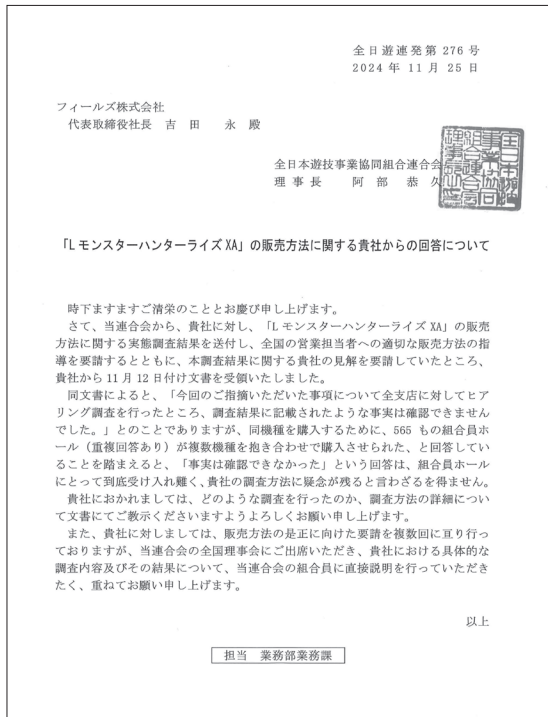 全日遊連発第 276 号
2024 年 11 月 25 日
フィールズ株式会社
代表取締役社長 吉 田 永 殿
全日本遊技事業協同組合連合会
理 事 長 阿 部 恭 久
「L モンスターハンターライズ XA」の販売方法に関する貴社からの回答について
時下ますますご清栄のこととお慶び申し上げます。
さて、当連合会から、貴社に対し、「L モンスターハンターライズ XA」の販売
方法に関する実態調査結果を送付し、全国の営業担当者への適切な販売方法の指
導を要請するとともに、本調査結果に関する貴社の見解を要請していたところ、
貴社から 11 月 12 日付け文書を受領いたしました。
同文書によると、「今回のご指摘いただいた事項について全支店に対してヒア
リング調査を行ったところ、調査結果に記載されたような事実は確認できません
でした。」とのことでありますが、同機種を購入するために、565 もの組合員ホ
ール（重複回答あり）が複数機種を抱き合わせで購入させられた、と回答してい
ることを踏まえると、「事実は確認できなかった」という回答は、組合員ホール
にとって到底受け入れ難く、貴社の調査方法に疑念が残ると言わざるを得ません。
貴社におかれましては、どのような調査を行ったのか、調査方法の詳細につい
て文書にてご教示くださいますようよろしくお願い申し上げます。
また、貴社に対しましては、販売方法の是正に向けた要請を複数回に亘り行っ
ておりますが、当連合会の全国理事会にご出席いただき、貴社における具体的な
調査内容及びその結果について、当連合会の組合員に直接説明を行っていただき
たく、重ねてお願い申し上げます。
以上
担当 業務部業務課